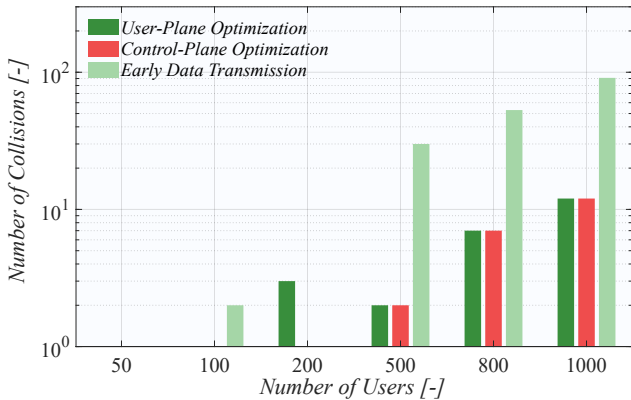 User-Plane Optimization
Control-Plane Optimization
Early Data Transmission
Number of Collisions [-]
10^2
10^1
10^0
50 100 200 500 800 1000
Number of Users [-]